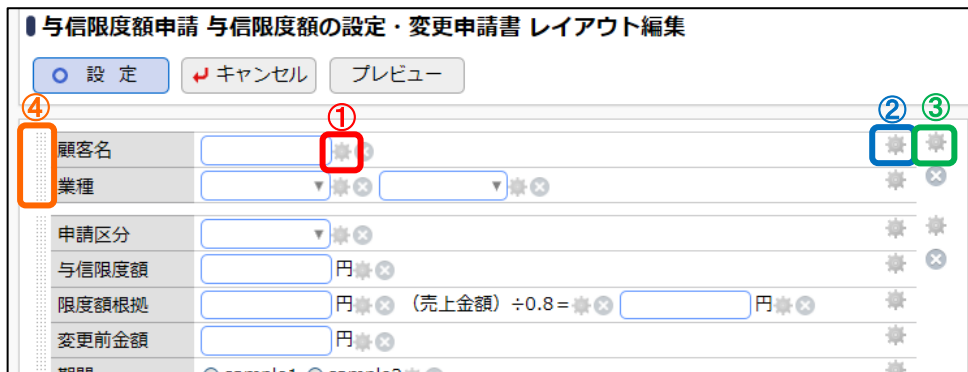 与信限度額申請 与信限度額の設定・変更申請書 レイアウト編集
設 定 キャンセル プレビュー
④ ① ② ③
顧客名
業種
申請区分
与信限度額 円
限度額根拠 円 （売上金額）÷0.8＝ 円
変更前金額 円
期間 sample1 sample2